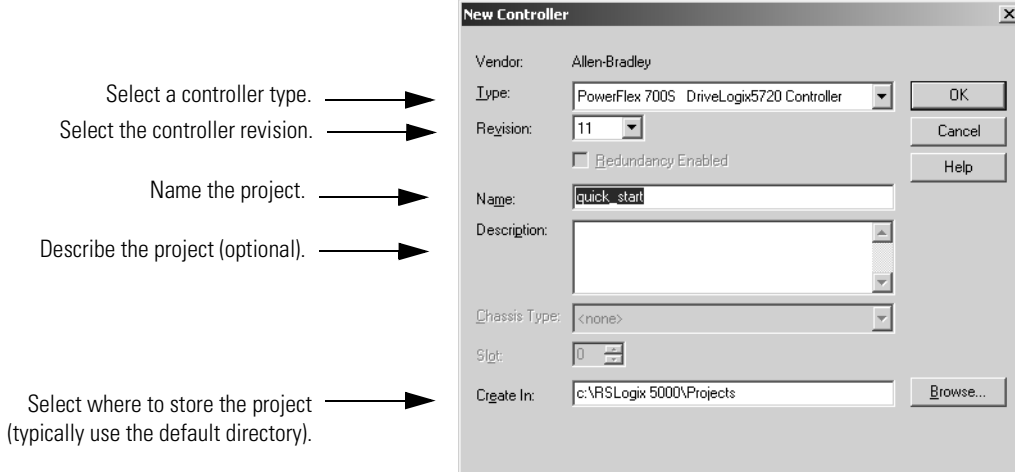 New Controller
Vendor: Allen-Bradley
Select a controller type.
Type: PowerFlex 700S DriveLogix5720 Controller
OK
Select the controller revision.
Revision: 11
Cancel
Redundancy Enabled
Help
Name the project.
Name: quick_start
Describe the project (optional).
Description:
Chassis Type: <none>
Slot: 0
Select where to store the project
(typically use the default directory).
Create In: c:\RSLogix 5000\Projects
Browse...